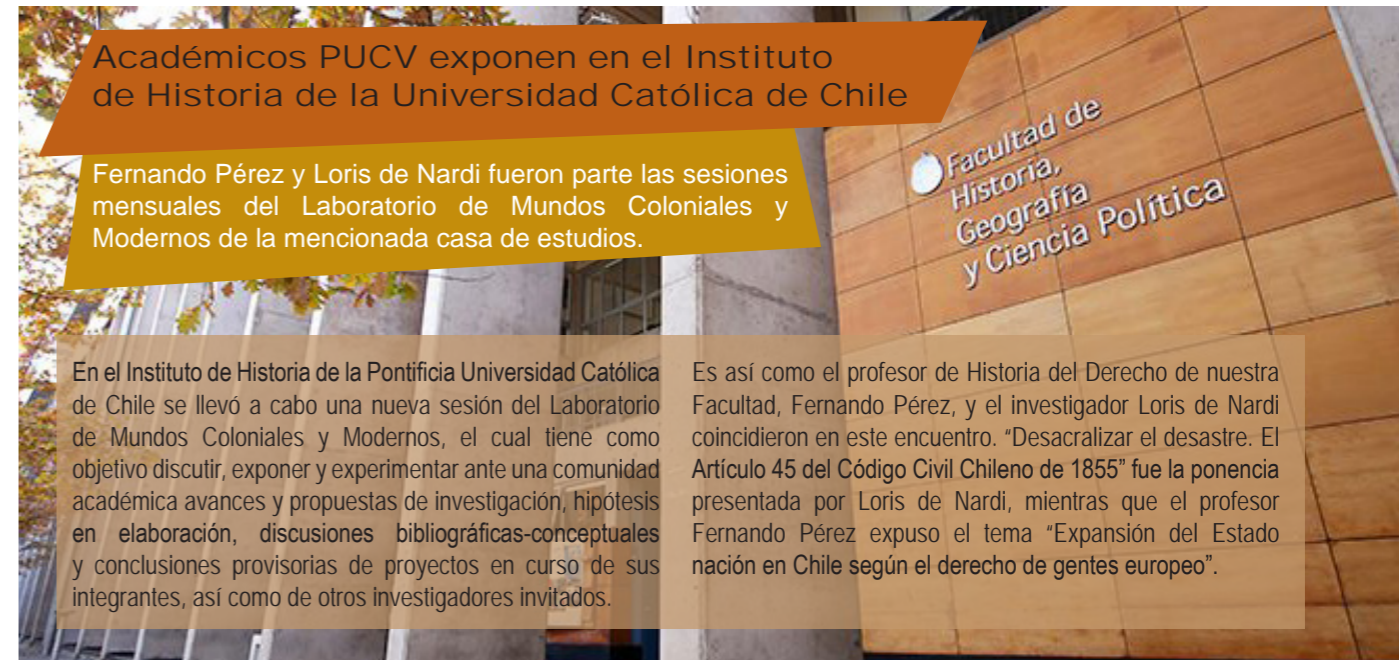 Académicos PUCV exponen en el Instituto
de Historia de la Universidad Católica de Chile
Fernando Pérez y Loris de Nardi fueron parte las sesiones
mensuales del Laboratorio de Mundos Coloniales y
Modernos de la mencionada casa de estudios.
Facultad de
Historia,
Geografía
y Ciencia Política
En el Instituto de Historia de la Pontificia Universidad Católica
de Chile se llevó a cabo una nueva sesión del Laboratorio
de Mundos Coloniales y Modernos, el cual tiene como
objetivo discutir, exponer y experimentar ante una comunidad
académica avances y propuestas de investigación, hipótesis
en elaboración, discusiones bibliográficas-conceptuales
y conclusiones provisorias de proyectos en curso de sus
integrantes, así como de otros investigadores invitados.
Es así como el profesor de Historia del Derecho de nuestra
Facultad, Fernando Pérez, y el investigador Loris de Nardi
coincidieron en este encuentro. “Desacralizar el desastre. El
Artículo 45 del Código Civil Chileno de 1855” fue la ponencia
presentada por Loris de Nardi, mientras que el profesor
Fernando Pérez expuso el tema “Expansión del Estado
nación en Chile según el derecho de gentes europeo”.